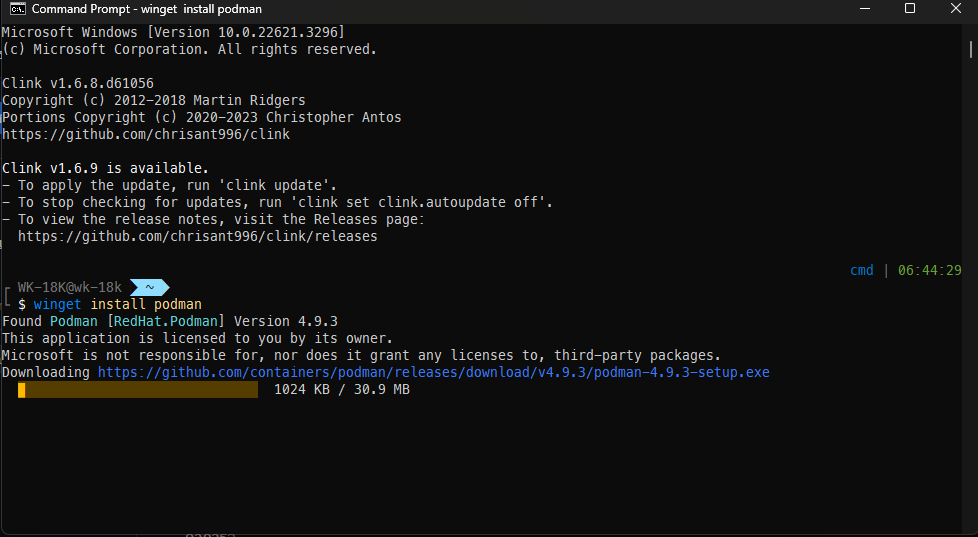 Command Prompt - winget  install podman
Microsoft Windows [Version 10.0.22621.3296]
(c) Microsoft Corporation. All rights reserved.
Clink v1.6.8.d61056
Copyright (c) 2012-2018 Martin Ridgers
Portions Copyright (c) 2020-2023 Christopher Antos
https://github.com/chrisant996/clink
Clink v1.6.9 is available.
- To apply the update, run 'clink update'.
- To stop checking for updates, run 'clink set clink.autoupdate off'.
- To view the release notes, visit the Releases page:
https://github.com/chrisant996/clink/releases
cmd | 06:44:29
WK-18K@wk-18k ~
$ winget install podman
Found Podman [RedHat.Podman] Version 4.9.3
This application is licensed to you by its owner.
Microsoft is not responsible for, nor does it grant any licenses to, third-party packages.
Downloading https://github.com/containers/podman/releases/download/v4.9.3/podman-4.9.3-setup.exe
1024 KB / 30.9 MB